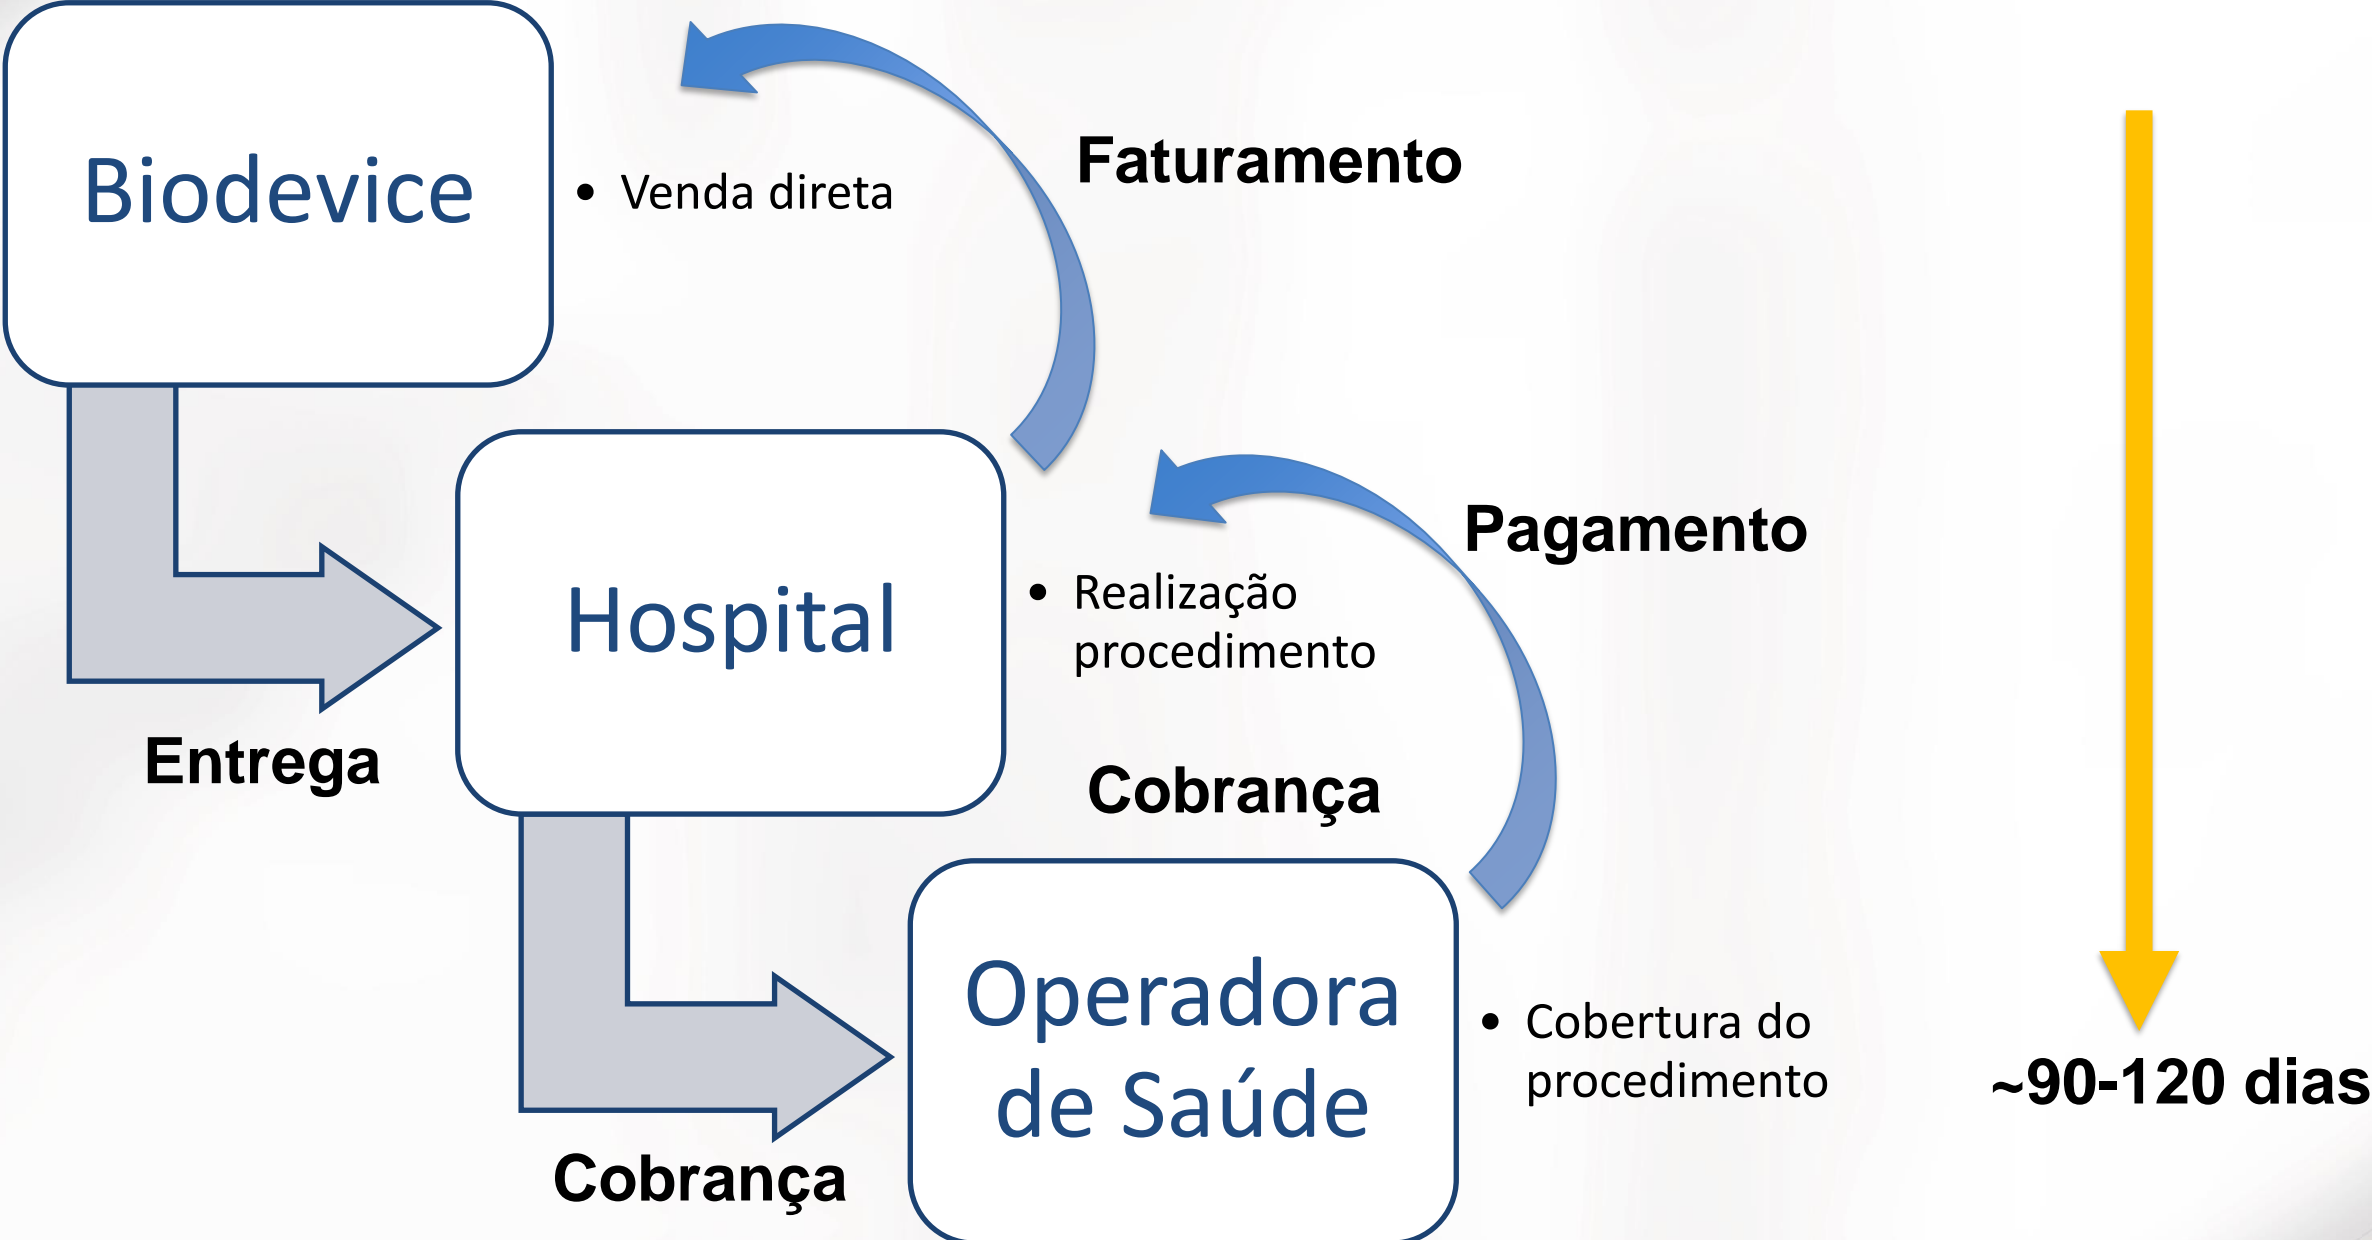 Biodevice
• Venda direta
Faturamento
Hospital
• Realização
procedimento
Pagamento
Entrega
Cobrança
Operadora
de Saúde
• Cobertura do
procedimento
~90-120 dias
Cobrança